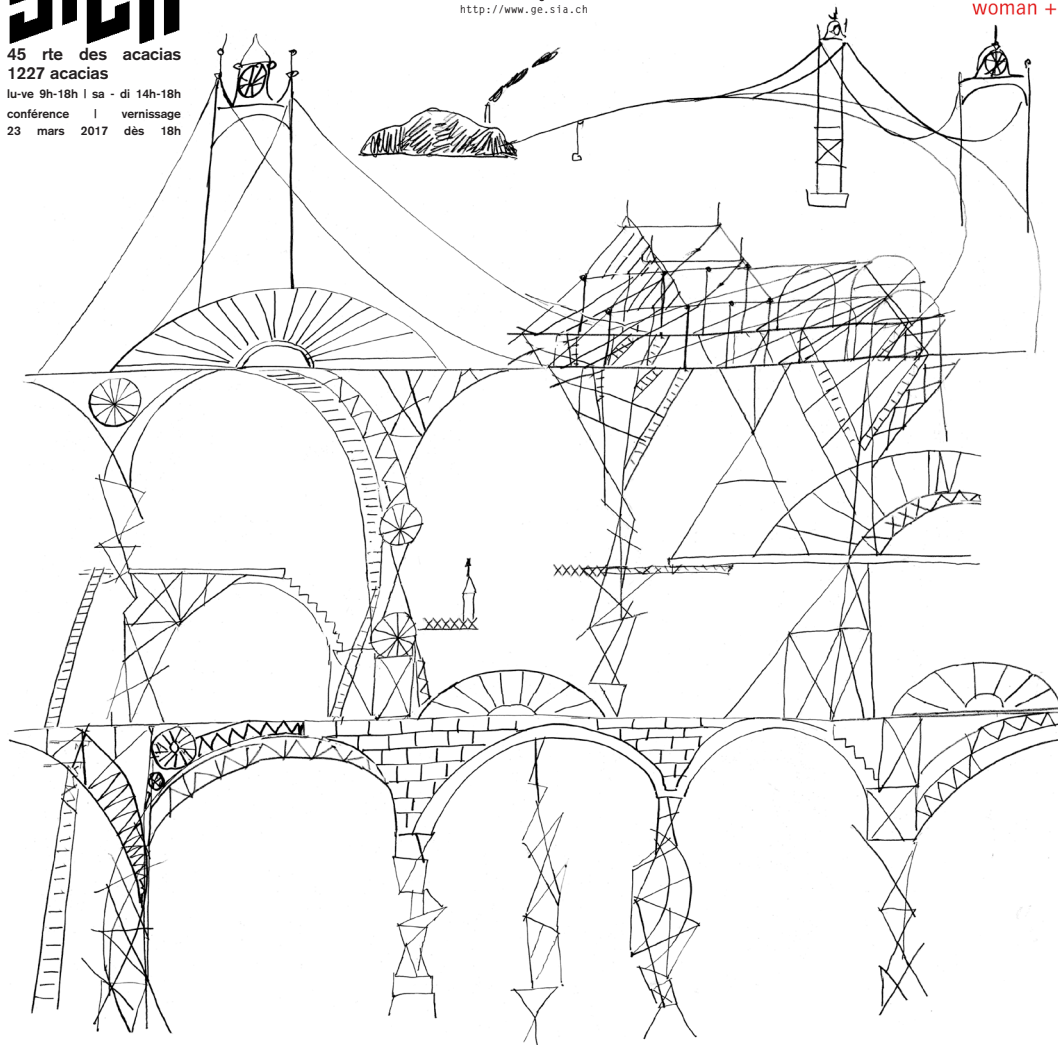 http://www.ge.sia.ch
woman +
45 rte des acacias
1227 acacias
lu-ve 9h-18h | sa - di 14h-18h
conférence | vernissage
23 mars 2017 dès 18h